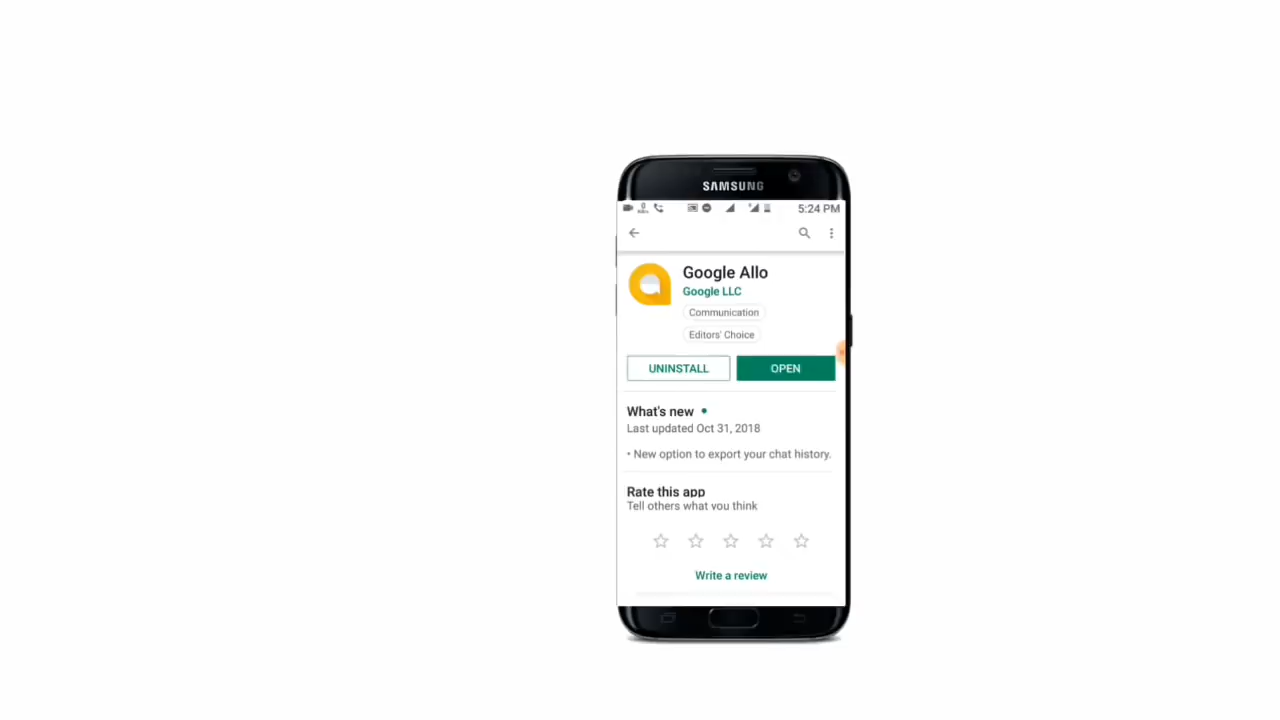 SAMSUNG
5:24 PM
Google Allo
Google LLC
Communication
Editors' Choice
UNINSTALL OPEN
What's new
Last updated Oct 31, 2018
• New option to export your chat history.
Rate this app
Tell others what you think
Write a review